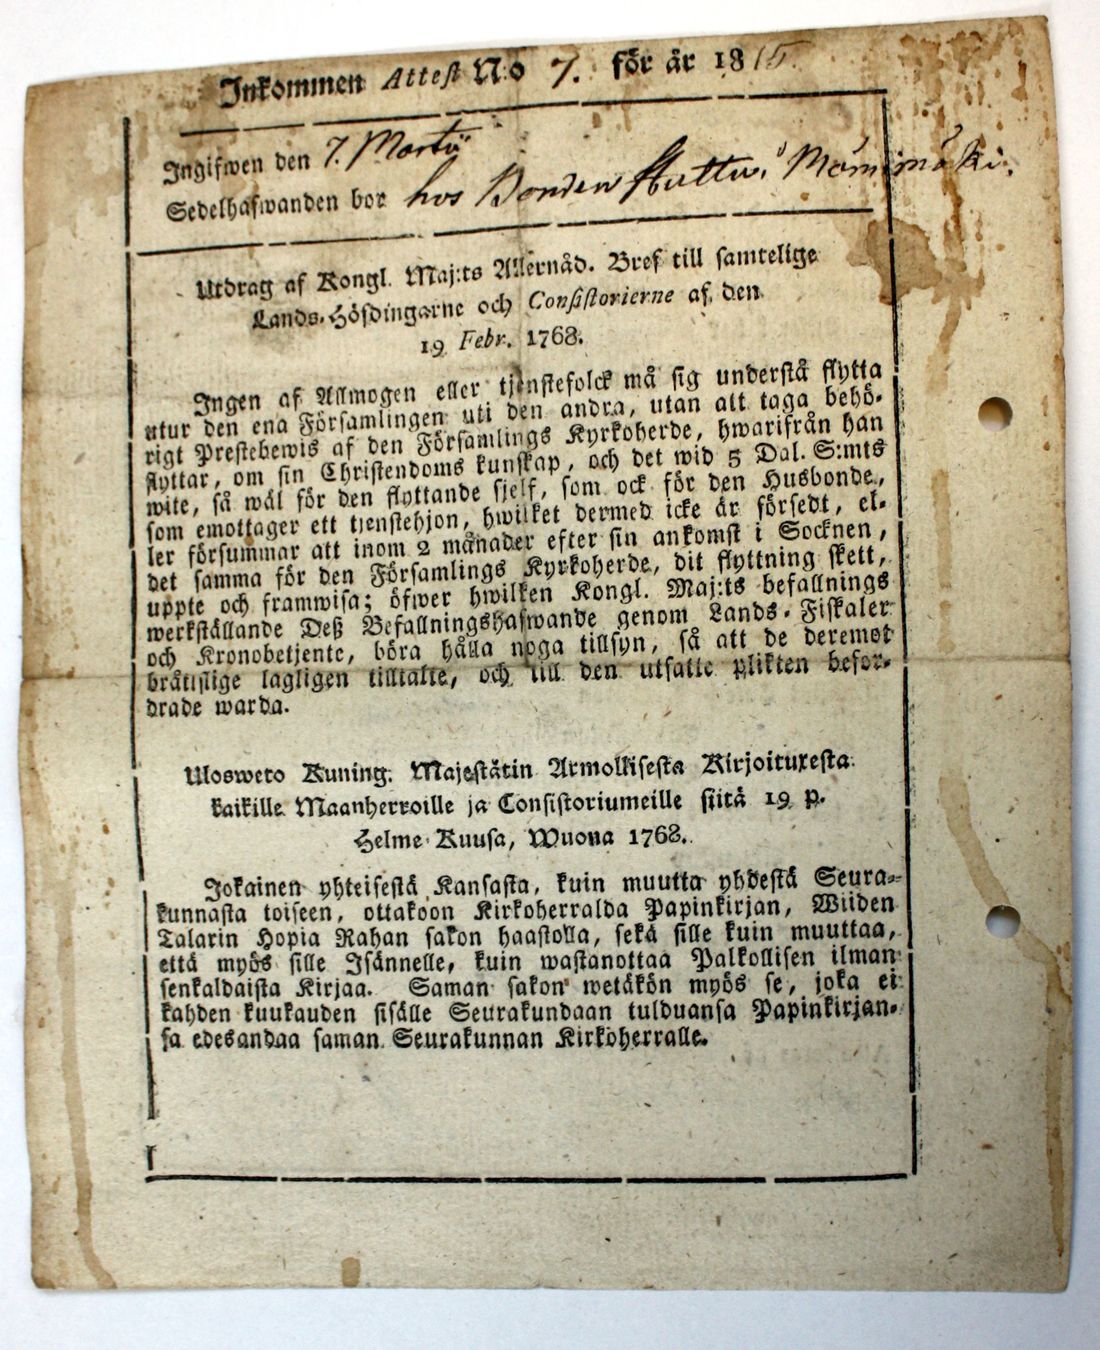 Inkommen Attest No 7. för år 1815
Ingifwen den 7. Martii
Sedelhafwanden bor hos Bonden Huttu, Mämmimäki.
Utdrag af Kongl. Maj:ts Allernåd. Bref till samtelige
Lands-Höfdingarne och Consistorierne af den
19 Febr. 1768.
Ingen af Allmogen eller tjenstefolck må sig understå flytta
utur den ena Församlingen uti den andra, utan att taga behö-
rigt Prestebewis af den Församlings Kyrkoherde, hwarifrån han
flyttar, om sin Christendoms kunskap, och det wid 5 Dal. S:mts
wite, så wäl för den flyttande sjelf, som ock för den Husbonde,
som emottager ett tjenstehjon, hwilket dermed icke är försedt, el-
ler försummar att inom 2 månader efter sin ankomst i Socknen,
det samma för den Församlings Kyrkoherde, dit flyttning skett,
uppte och framwisa; öfwer hwilken Kongl. Maj:ts befallnings
werkställande Deß Befallningshafwande genom Lands-Fiskaler
och Kronobetjente, böra hålla noga tillsyn, så att de deremot
bråtislige lagligen tilltalte, och till den utsatte plikten befor-
drade warda.
Ulosweto Kuning. Majestätin Armollisesta Kirjoituxesta
kaikille Maanherroille ja Consistoriumeille siitä 19 p.
Helme Kuusa, Wuona 1768.
Jokainen yhteisestä Kansasta, kuin muutta yhdestä Seura-
kunnasta toiseen, ottakoon Kirkoherralda Papinkirjan, Wiiden
Talarin Hopia Rahan sakon haastolla, sekä sille kuin muuttaa,
että myös sille Isännelle, kuin wastanottaa Palkollisen ilman
senkaldaista Kirjaa. Saman sakon wetäkön myös se, joka ei
kahden kuukauden sisälle Seurakundaan tulduansa Papinkirjan-
sa edesandaa saman Seurakunnan Kirkoherralle.